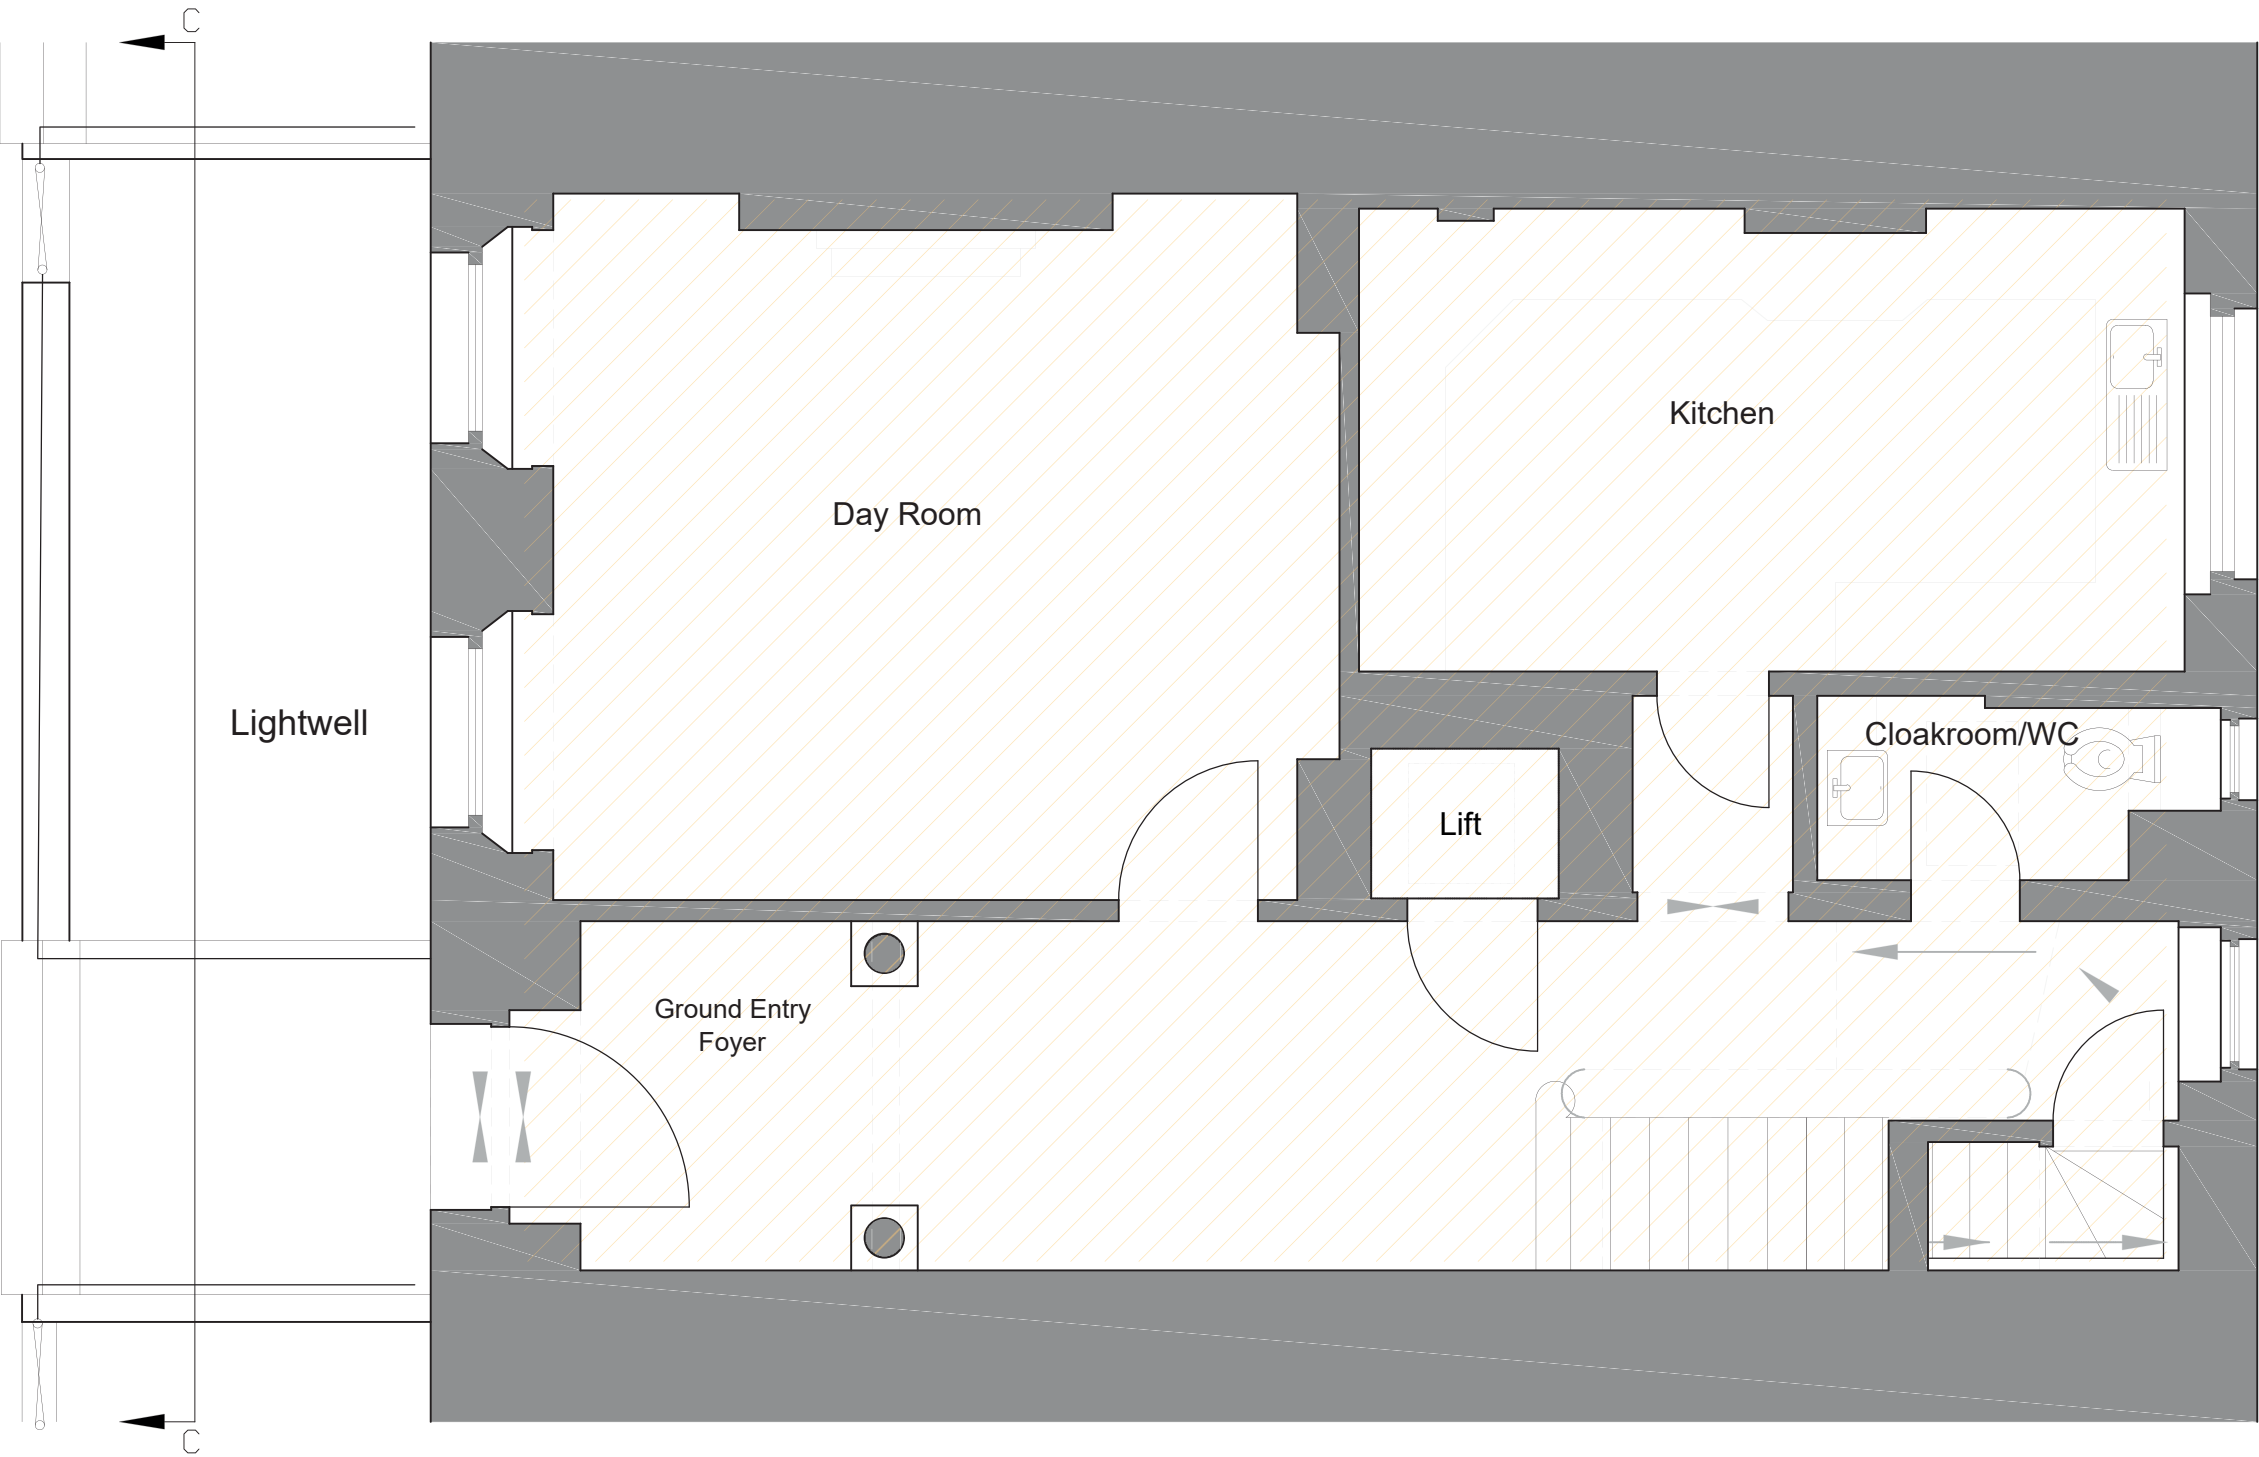 C
Kitchen
Day Room
Lightwell
Cloakroom/WC
Lift
Ground Entry
Foyer
C